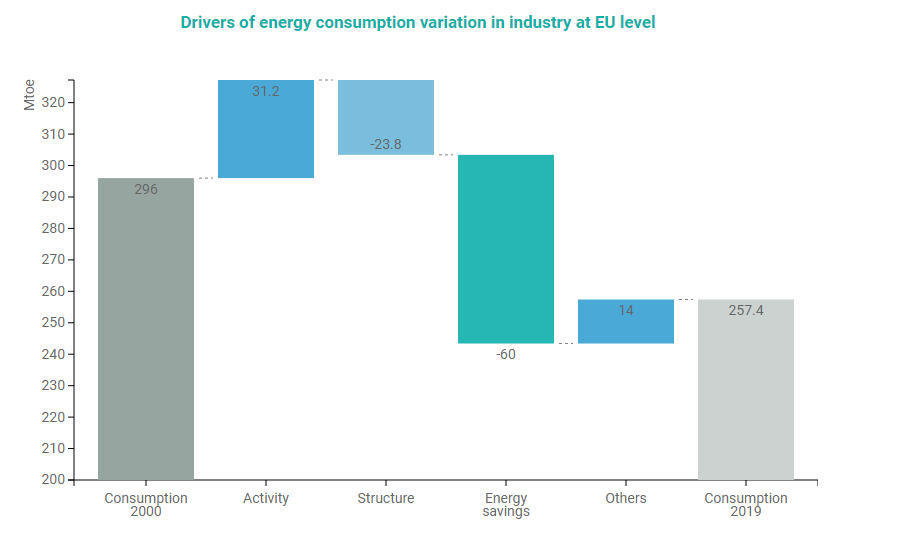 Drivers of energy consumption variation in industry at EU level
Mtoe
320
310
300
290
280
270
260
250
240
230
220
210
200
296
31.2
-23.8
-60
14
257.4
Consumption
2000
Activity
Structure
Energy
savings
Others
Consumption
2019